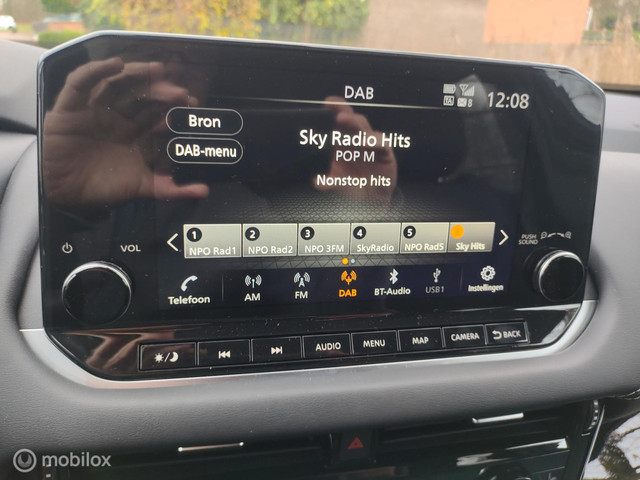 DAB
TA 8 12:08
Bron
DAB-menu
Sky Radio Hits
POP M
Nonstop hits
1 2 3 4 5
NPO Rad1 NPO Rad2 NPO 3FM SkyRadio NPO Rad5 Sky Hits
VOL
PUSH
SOUND
Telefoon AM FM DAB BT-Audio USB1 Instellingen
AUDIO MENU MAP CAMERA BACK
mobilox